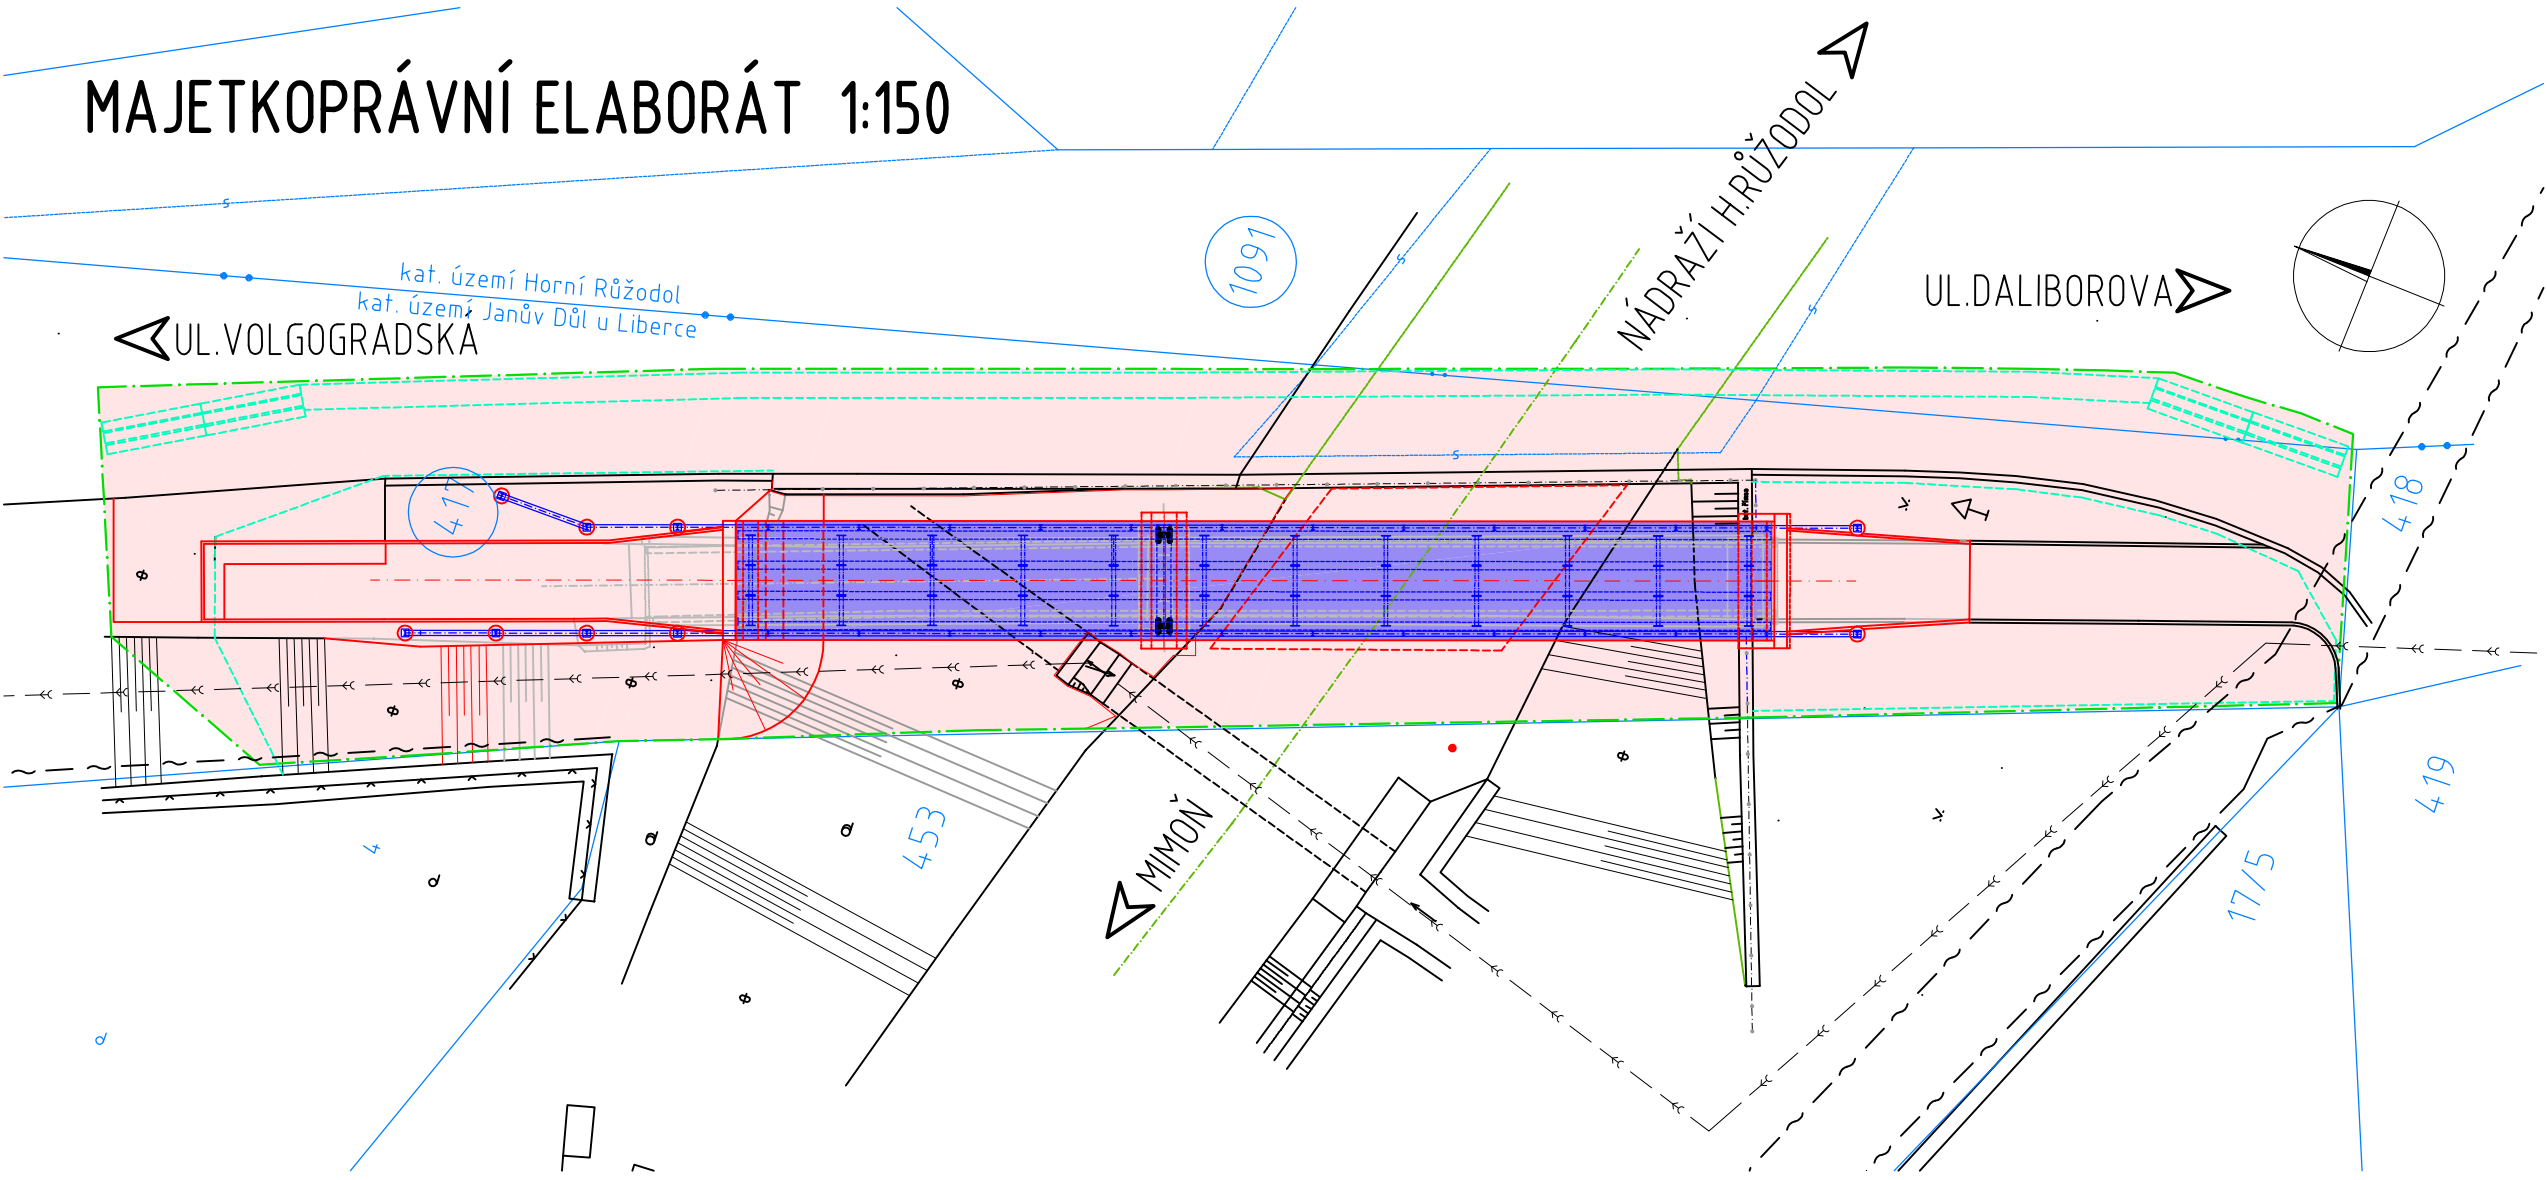 MAJETKOPRÁVNÍ ELABORÁT 1:150
NÁDRAŽÍ H.RŮŽODOL
1091
kat. území Horní Růžodol
kat. území Janův Důl u Liberce
UL.VOLGOGRADSKÁ
UL.DALIBOROVA
417
418
419
453
MIMOŇ
4
17/5